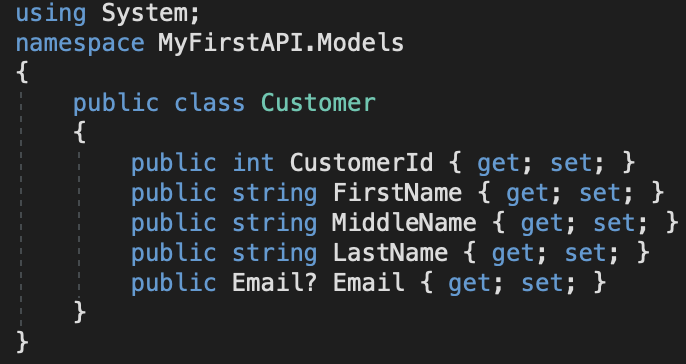 using System;
namespace MyFirstAPI.Models
{
    public class Customer
    {
        public int CustomerId { get; set; }
        public string FirstName { get; set; }
        public string MiddleName { get; set; }
        public string LastName { get; set; }
        public Email? Email { get; set; }
    }
}